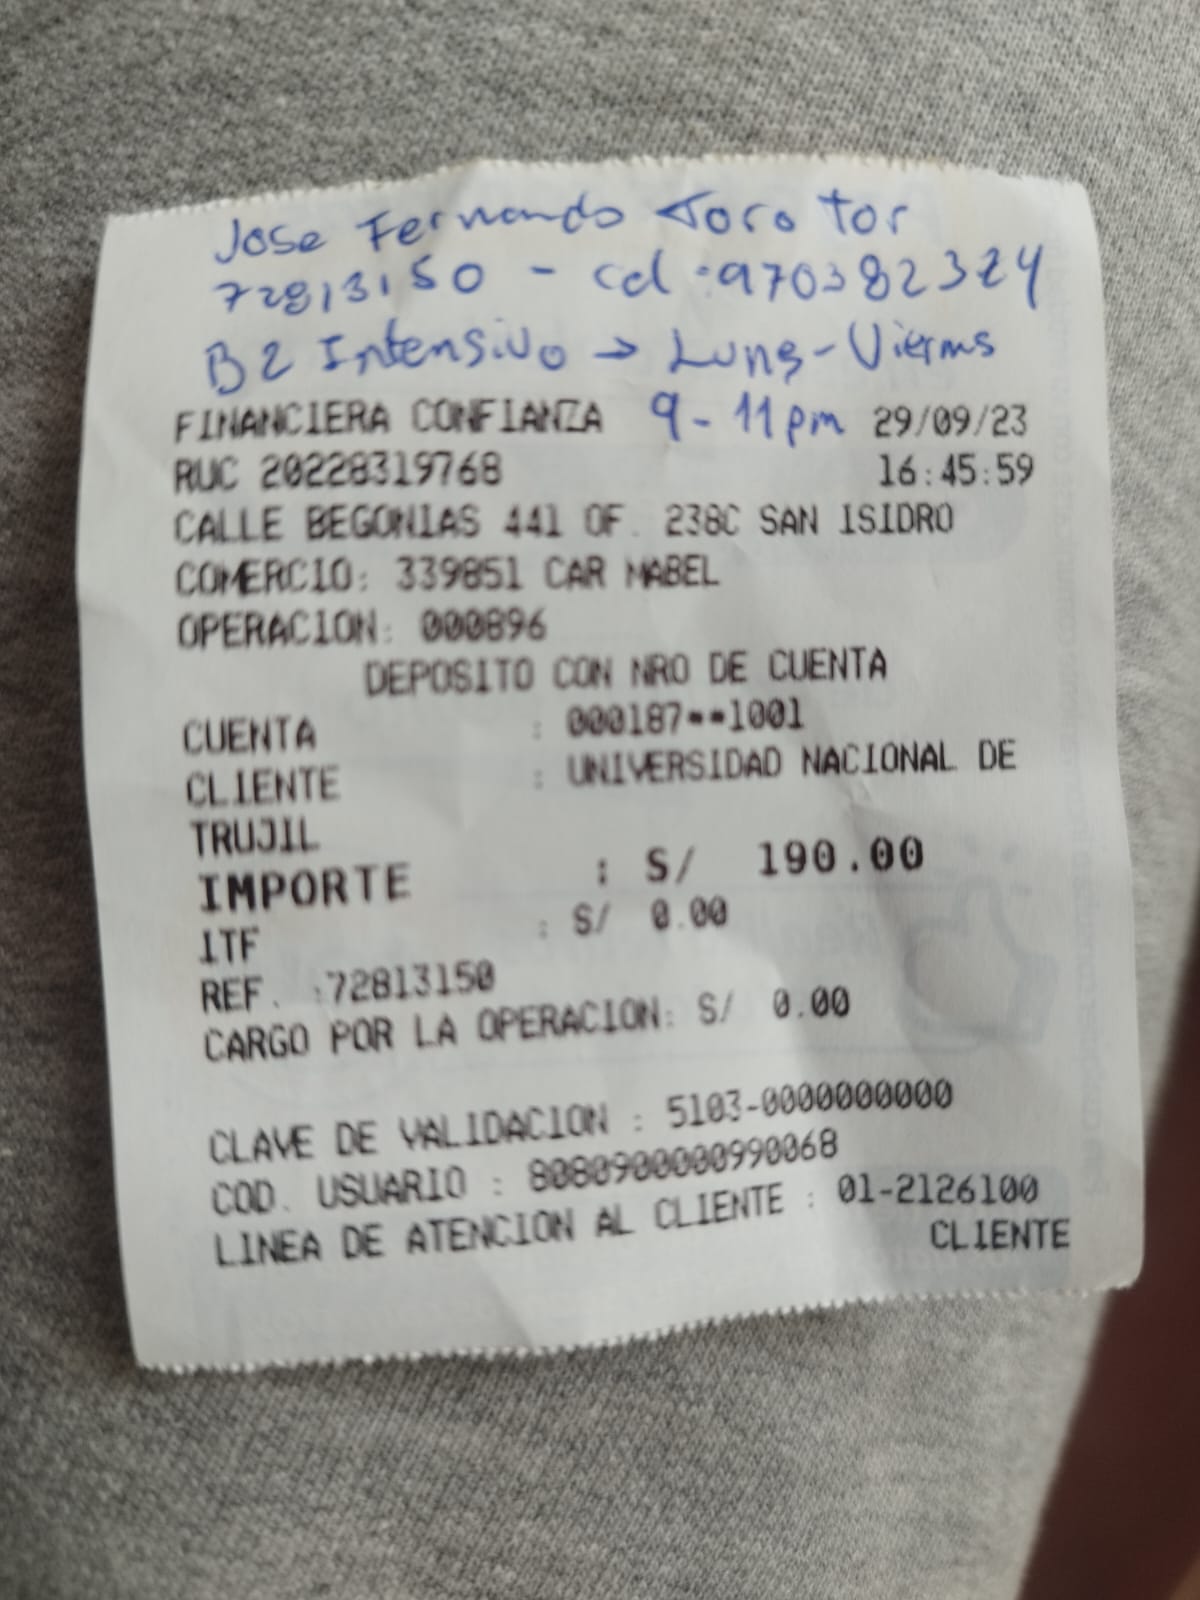 Jose Fernando Toro tor
72813150 - cel:970382324
B2 Intensivo → Lunes-Viernes
9-11pm
FINANCIERA CONFIANZA 29/09/23
RUC 20228319768 16:45:59
CALLE BEGONIAS 441 OF. 238C SAN ISIDRO
COMERCIO: 339851 CAR MABEL
OPERACION: 000896
DEPOSITO CON NRO DE CUENTA
CUENTA : 000187**1001
CLIENTE : UNIVERSIDAD NACIONAL DE
TRUJIL
IMPORTE : S/ 190.00
ITF : S/ 0.00
REF. :72813150
CARGO POR LA OPERACION: S/ 0.00
CLAVE DE VALIDACION : 5103-0000000000
COD. USUARIO : 8080900000990068
LINEA DE ATENCION AL CLIENTE : 01-2126100
CLIENTE